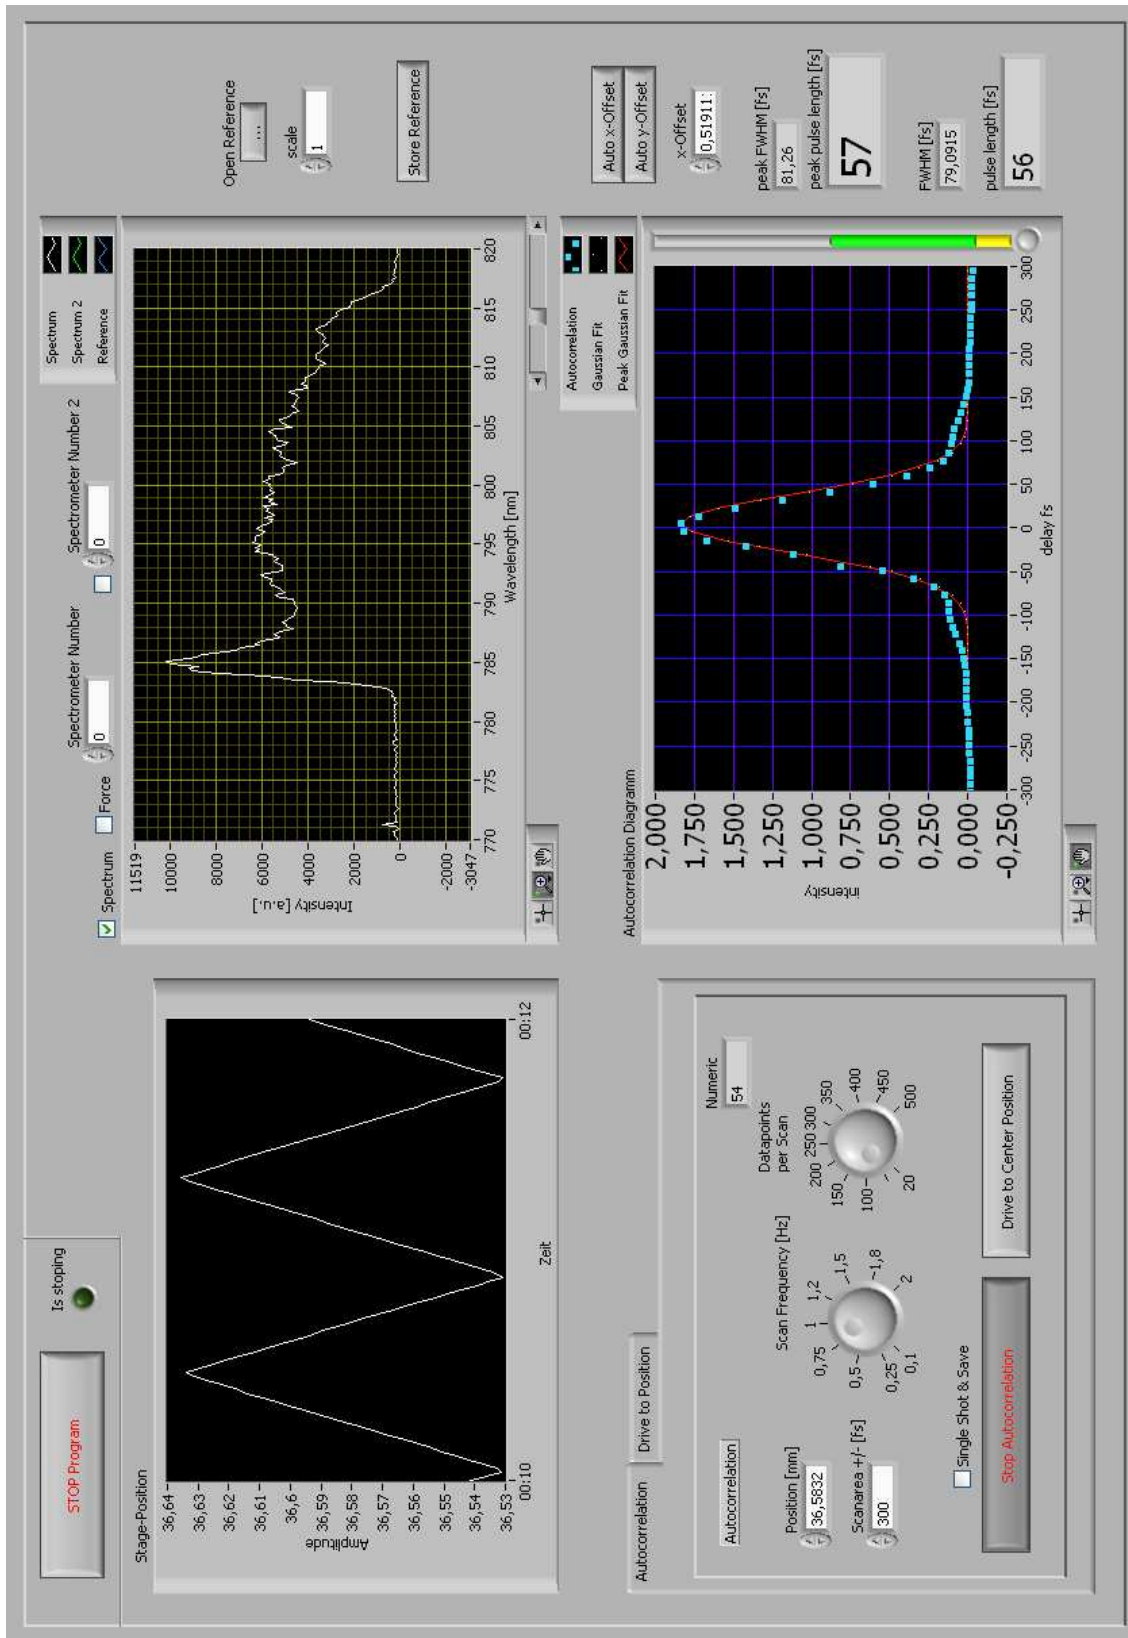 STOP Program
Is stoping
Stage-Position
36,64
36,63
36,62
36,61
36,6
36,59
36,58
36,57
36,56
36,55
36,54
36,53
Amplitude
00:10
00:12
Zeit
Spectrum
Force
Spectrometer Number
0
Spectrometer Number 2
0
Spectrum
Spectrum 2
Reference
11519
10000
8000
6000
4000
2000
0
-2000
-3047
Intensity [a.u.]
770 775 780 785 790 795 800 805 810 815 820
Wavelength [nm]
Open Reference
...
scale
1
Store Reference
Autocorrelation
Drive to Position
Autocorrelation
Position [mm]
36,5832
Scanarea +/- [fs]
300
Scan Frequency [Hz]
0,1
0,25
0,5
0,75
1
1,2
1,5
1,8
2
Datapoints
per Scan
20
100
150
200
250
300
350
400
450
500
Numeric
54
Single Shot & Save
Stop Autocorrelation
Drive to Center Position
Autocorrelation Diagramm
Autocorrelation
Gaussian Fit
Peak Gaussian Fit
2,000
1,750
1,500
1,250
1,000
0,750
0,500
0,250
0,000
-0,250
intensity
-300 -250 -200 -150 -100 -50 0 50 100 150 200 250 300
delay fs
Auto x-Offset
Auto y-Offset
x-Offset
0,51911
peak FWHM [fs]
81,26
peak pulse length [fs]
57
FWHM [fs]
79,0915
pulse length [fs]
56